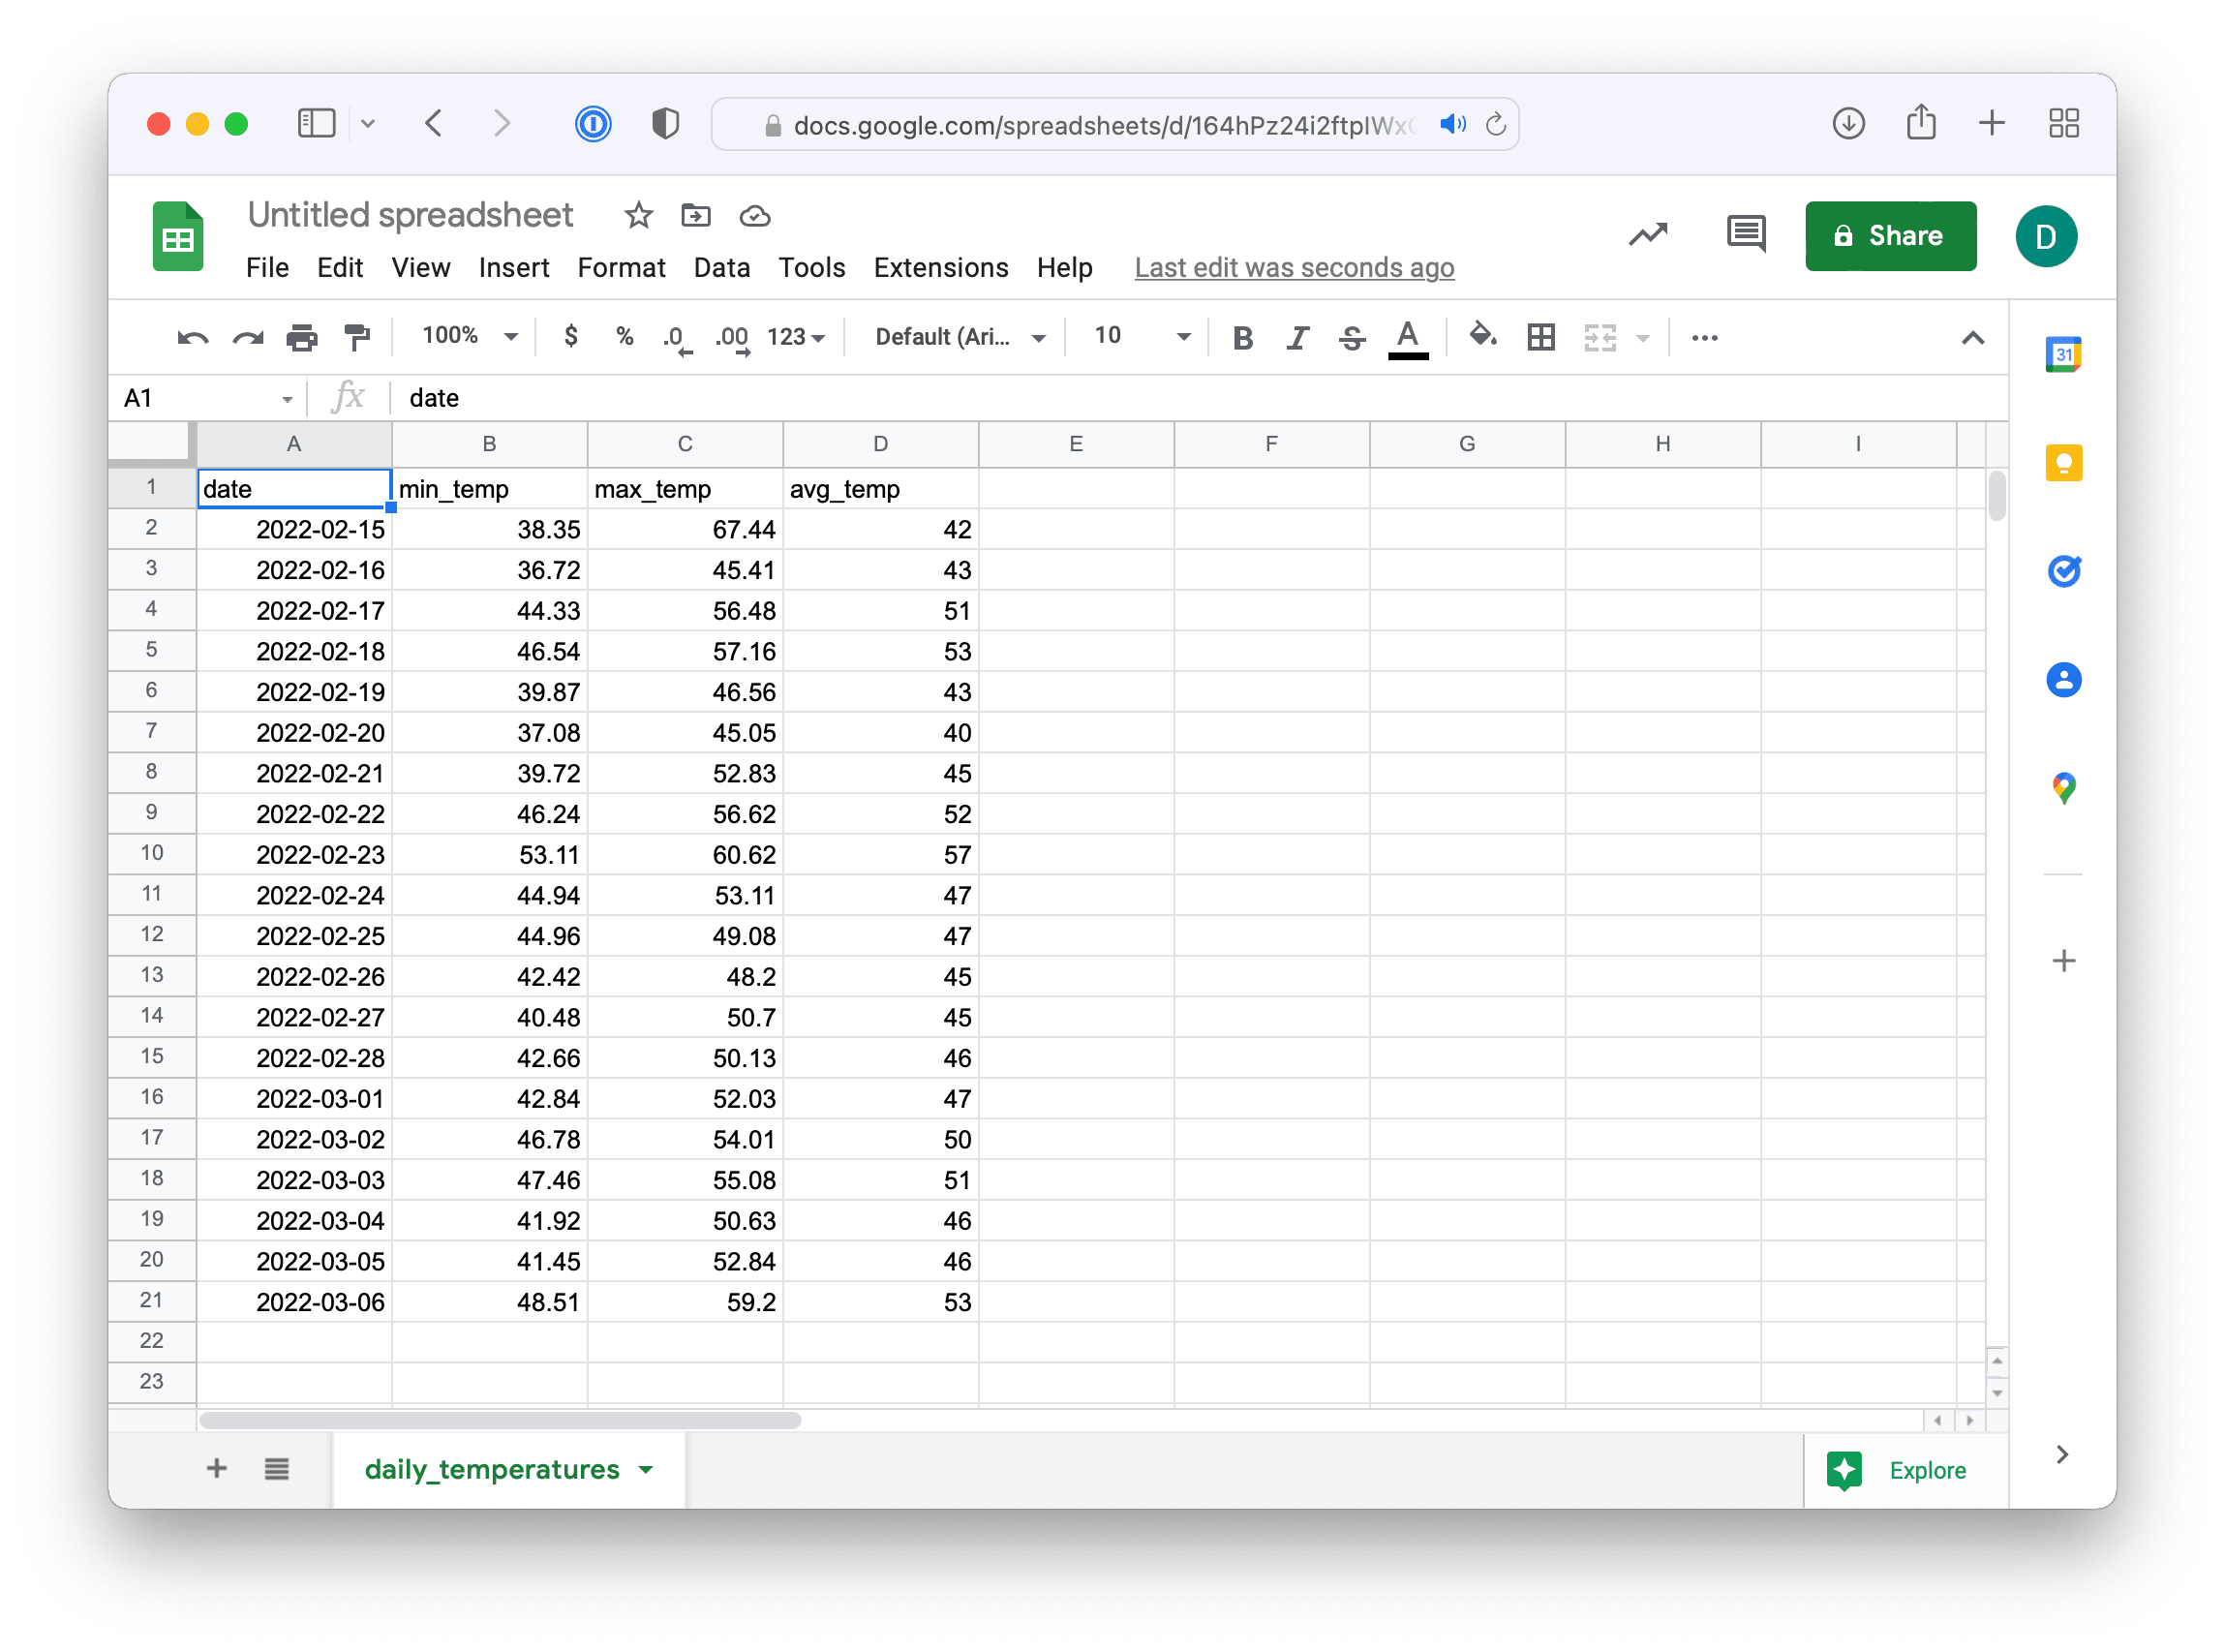 docs.google.com/spreadsheets/d/164hPz24i2ftpIWx
Untitled spreadsheet
File Edit View Insert Format Data Tools Extensions Help Last edit was seconds ago
Share
D
100% $ % .0 .00 123 Default (Ari... 10 B I S A
31
A1 fx date
A B C D E F G H I
1 date min_temp max_temp avg_temp
2 2022-02-15 38.35 67.44 42
3 2022-02-16 36.72 45.41 43
4 2022-02-17 44.33 56.48 51
5 2022-02-18 46.54 57.16 53
6 2022-02-19 39.87 46.56 43
7 2022-02-20 37.08 45.05 40
8 2022-02-21 39.72 52.83 45
9 2022-02-22 46.24 56.62 52
10 2022-02-23 53.11 60.62 57
11 2022-02-24 44.94 53.11 47
12 2022-02-25 44.96 49.08 47
13 2022-02-26 42.42 48.2 45
14 2022-02-27 40.48 50.7 45
15 2022-02-28 42.66 50.13 46
16 2022-03-01 42.84 52.03 47
17 2022-03-02 46.78 54.01 50
18 2022-03-03 47.46 55.08 51
19 2022-03-04 41.92 50.63 46
20 2022-03-05 41.45 52.84 46
21 2022-03-06 48.51 59.2 53
22
23
daily_temperatures
Explore